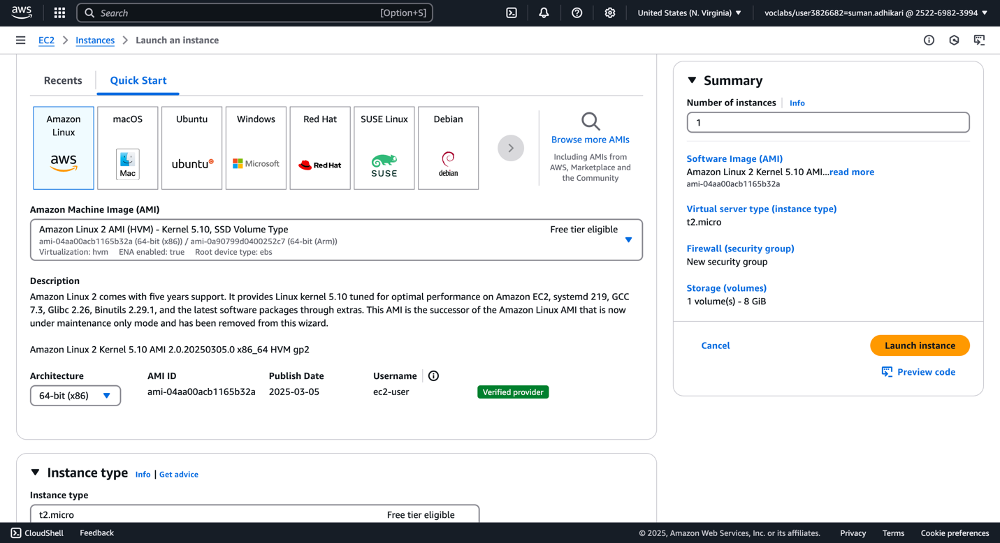 aws
Search [Option+S]
United States (N. Virginia)
voclabs/user3826682=suman.adhikari @ 2522-6982-3994
EC2 Instances Launch an instance
Recents
Quick Start
Amazon Linux
aws
macOS
Mac
Ubuntu
ubuntu
Windows
Microsoft
Red Hat
Red Hat
SUSE Linux
SUSE
Debian
debian
Browse more AMIs
Including AMIs from
AWS, Marketplace and
the Community
Amazon Machine Image (AMI)
Amazon Linux 2 AMI (HVM) - Kernel 5.10, SSD Volume Type Free tier eligible
ami-04aa00acb1165b32a (64-bit (x86)) / ami-0a90799d0400252c7 (64-bit (Arm))
Virtualization: hvm ENA enabled: true Root device type: ebs
Description
Amazon Linux 2 comes with five years support. It provides Linux kernel 5.10 tuned for optimal performance on Amazon EC2, systemd 219, GCC
7.3, Glibc 2.26, Binutils 2.29.1, and the latest software packages through extras. This AMI is the successor of the Amazon Linux AMI that is now
under maintenance only mode and has been removed from this wizard.
Amazon Linux 2 Kernel 5.10 AMI 2.0.20250305.0 x86_64 HVM gp2
Architecture AMI ID Publish Date Username
64-bit (x86) ami-04aa00acb1165b32a 2025-03-05 ec2-user Verified provider
Instance type Info | Get advice
Instance type
t2.micro Free tier eligible
Summary
Number of instances Info
1
Software Image (AMI)
Amazon Linux 2 Kernel 5.10 AMI...read more
ami-04aa00acb1165b32a
Virtual server type (instance type)
t2.micro
Firewall (security group)
New security group
Storage (volumes)
1 volume(s) - 8 GiB
Cancel Launch instance
Preview code
CloudShell Feedback © 2025, Amazon Web Services, Inc. or its affiliates. Privacy Terms Cookie preferences